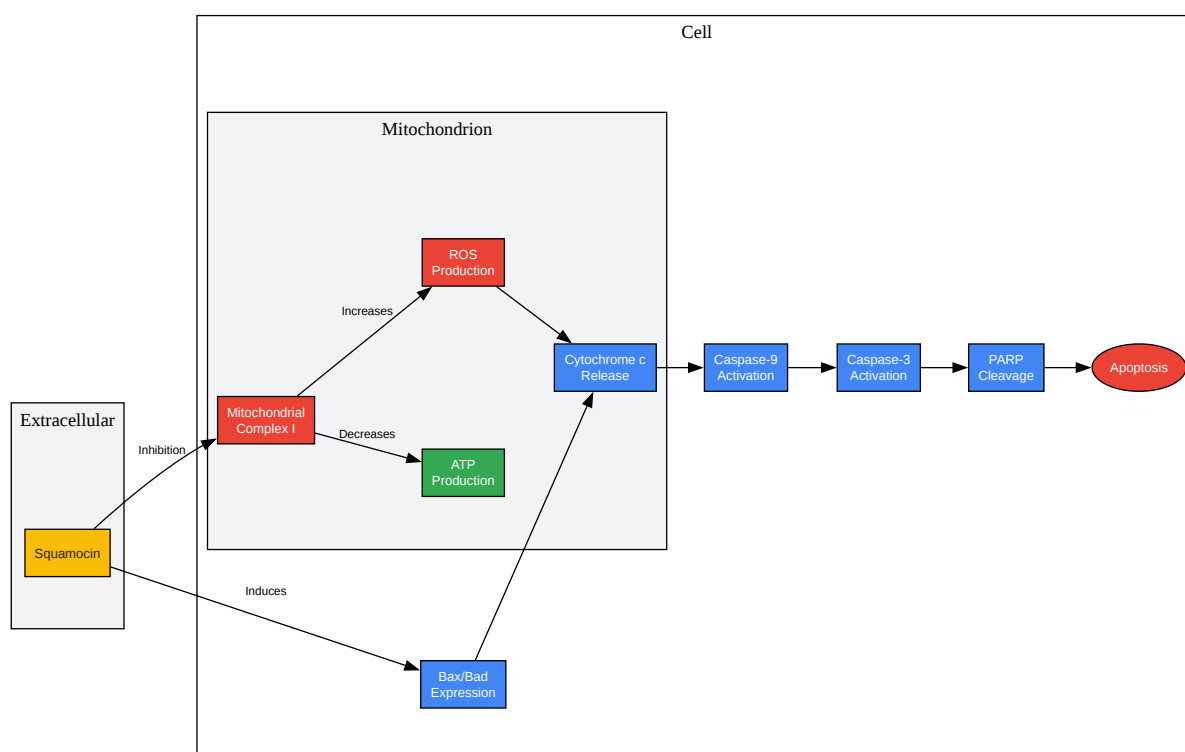 Cell
Mitochondrion
ROS
Production
Increases
Cytochrome c
Release
Caspase-9
Activation
Caspase-3
Activation
PARP
Cleavage
Apoptosis
Extracellular
Mitochondrial
Complex I
Inhibition
Decreases
ATP
Production
Squamocin
Induces
Bax/Bad
Expression